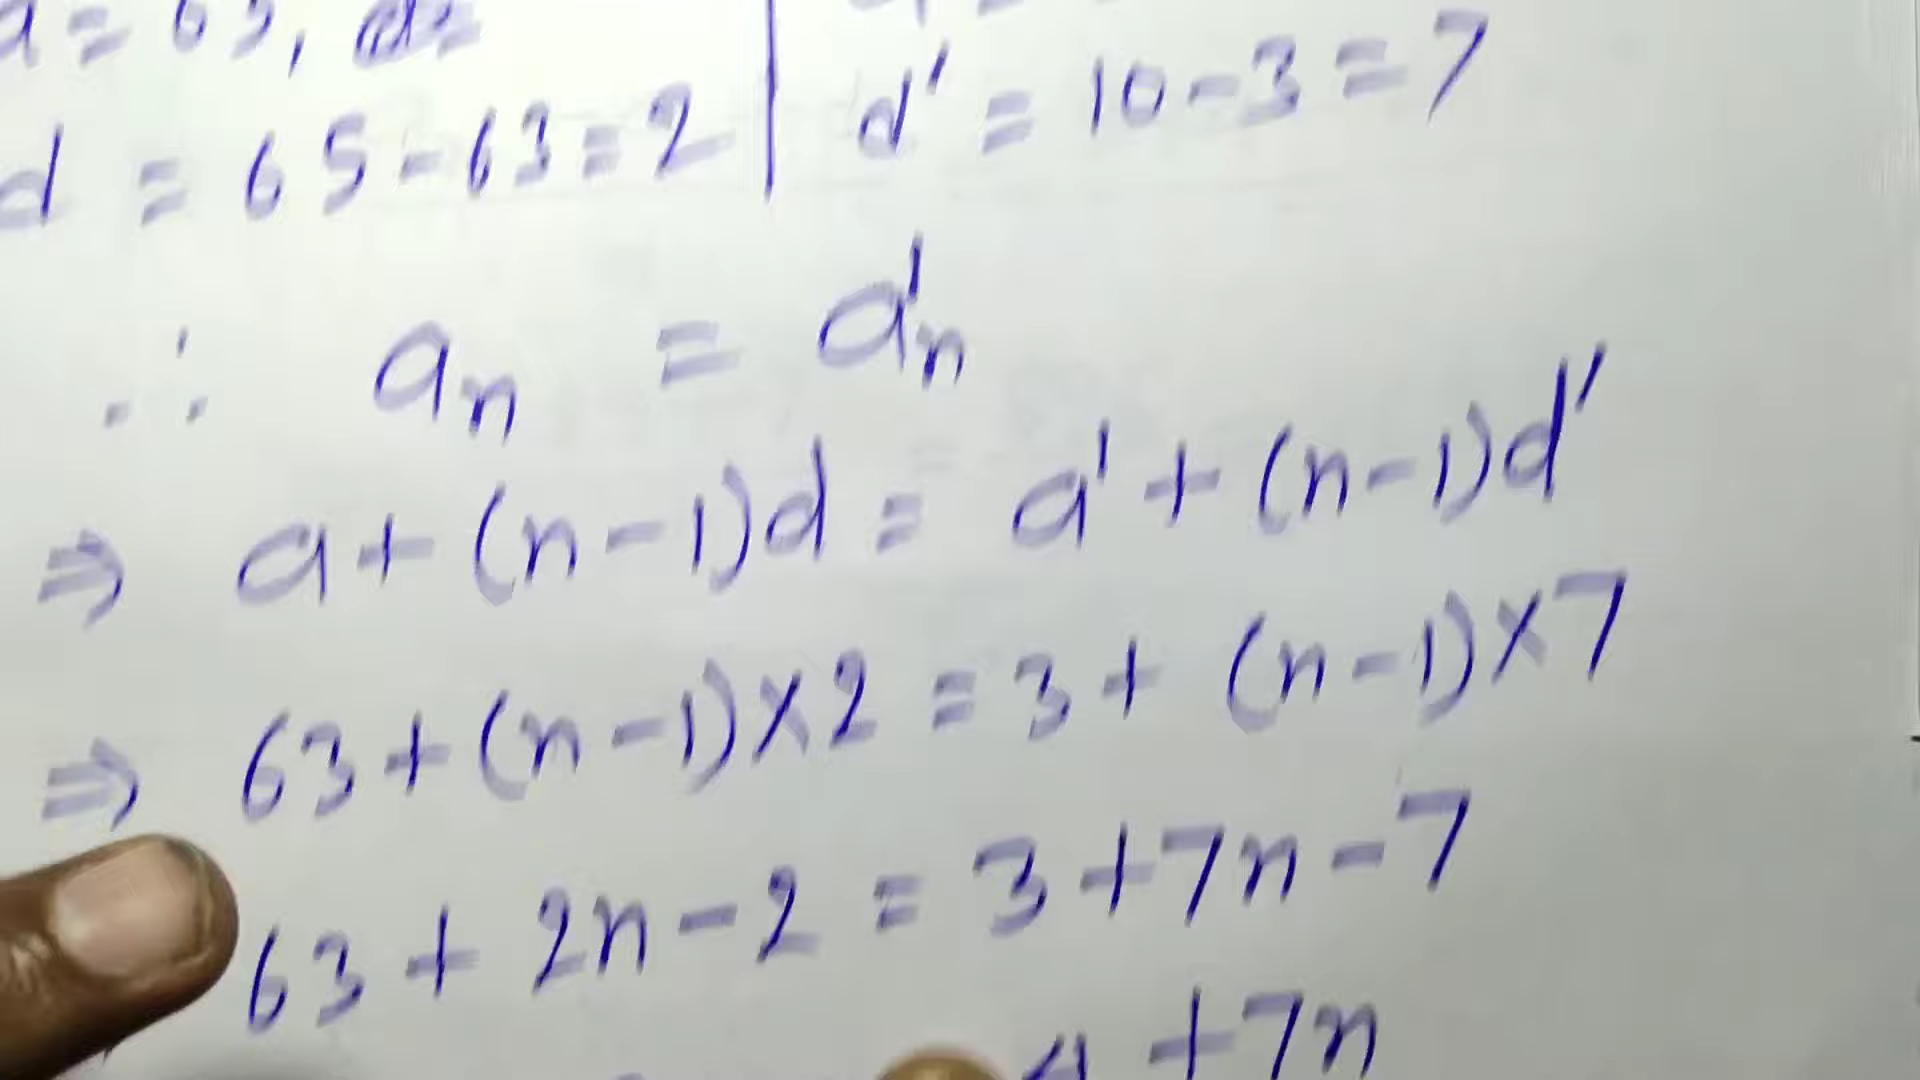 a = 63,
d = 65 - 63 = 2 | d' = 10 - 3 = 7
∴ aₙ = a'ₙ
⇒ a + (n - 1)d = a' + (n - 1)d'
⇒ 63 + (n - 1) × 2 = 3 + (n - 1) × 7
63 + 2n - 2 = 3 + 7n - 7
+ 7n